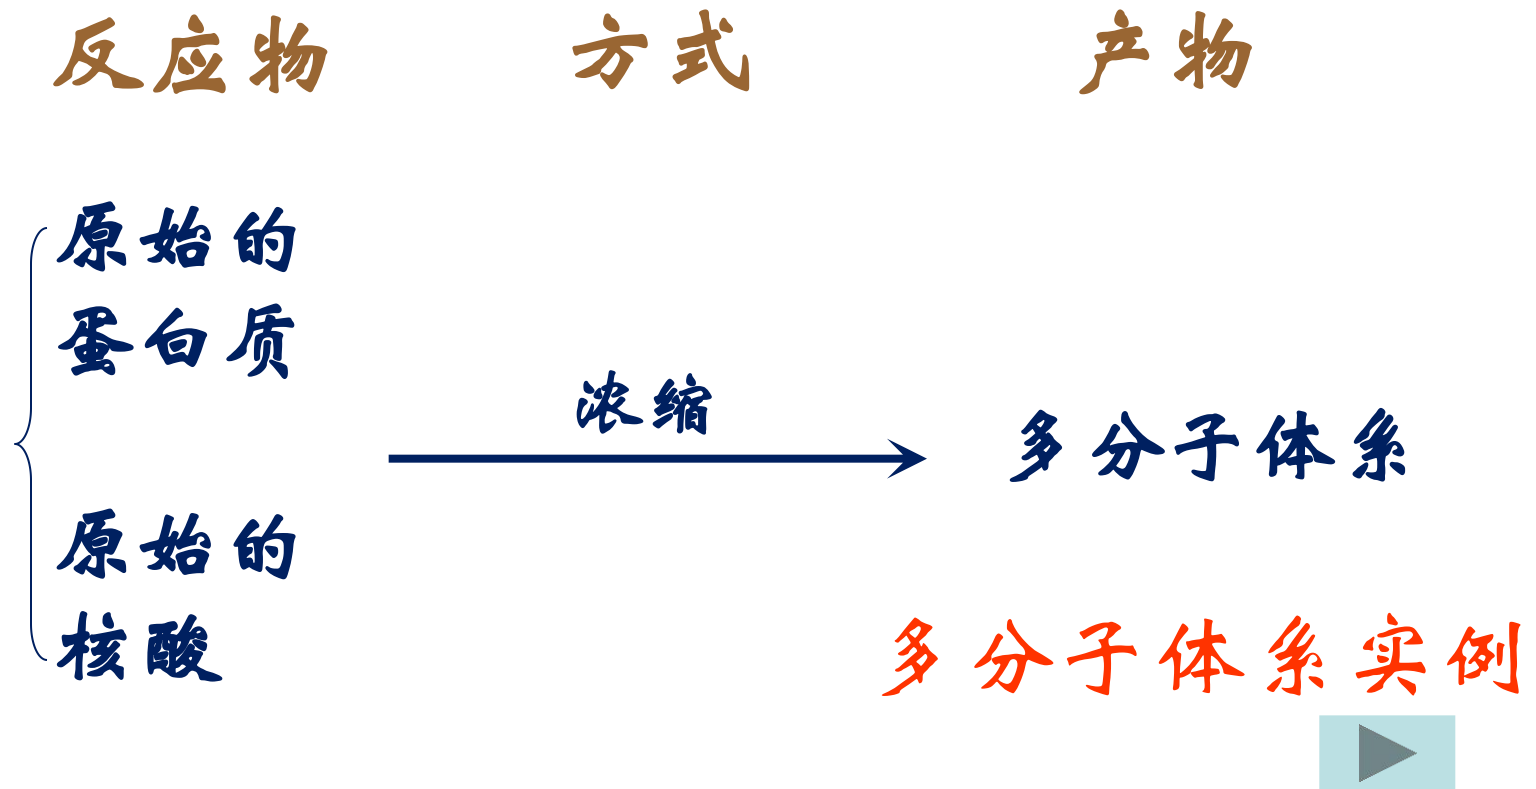 反应物 方式 产物
原始的
蛋白质
浓缩
多分子体系
原始的
核酸
多分子体系实例